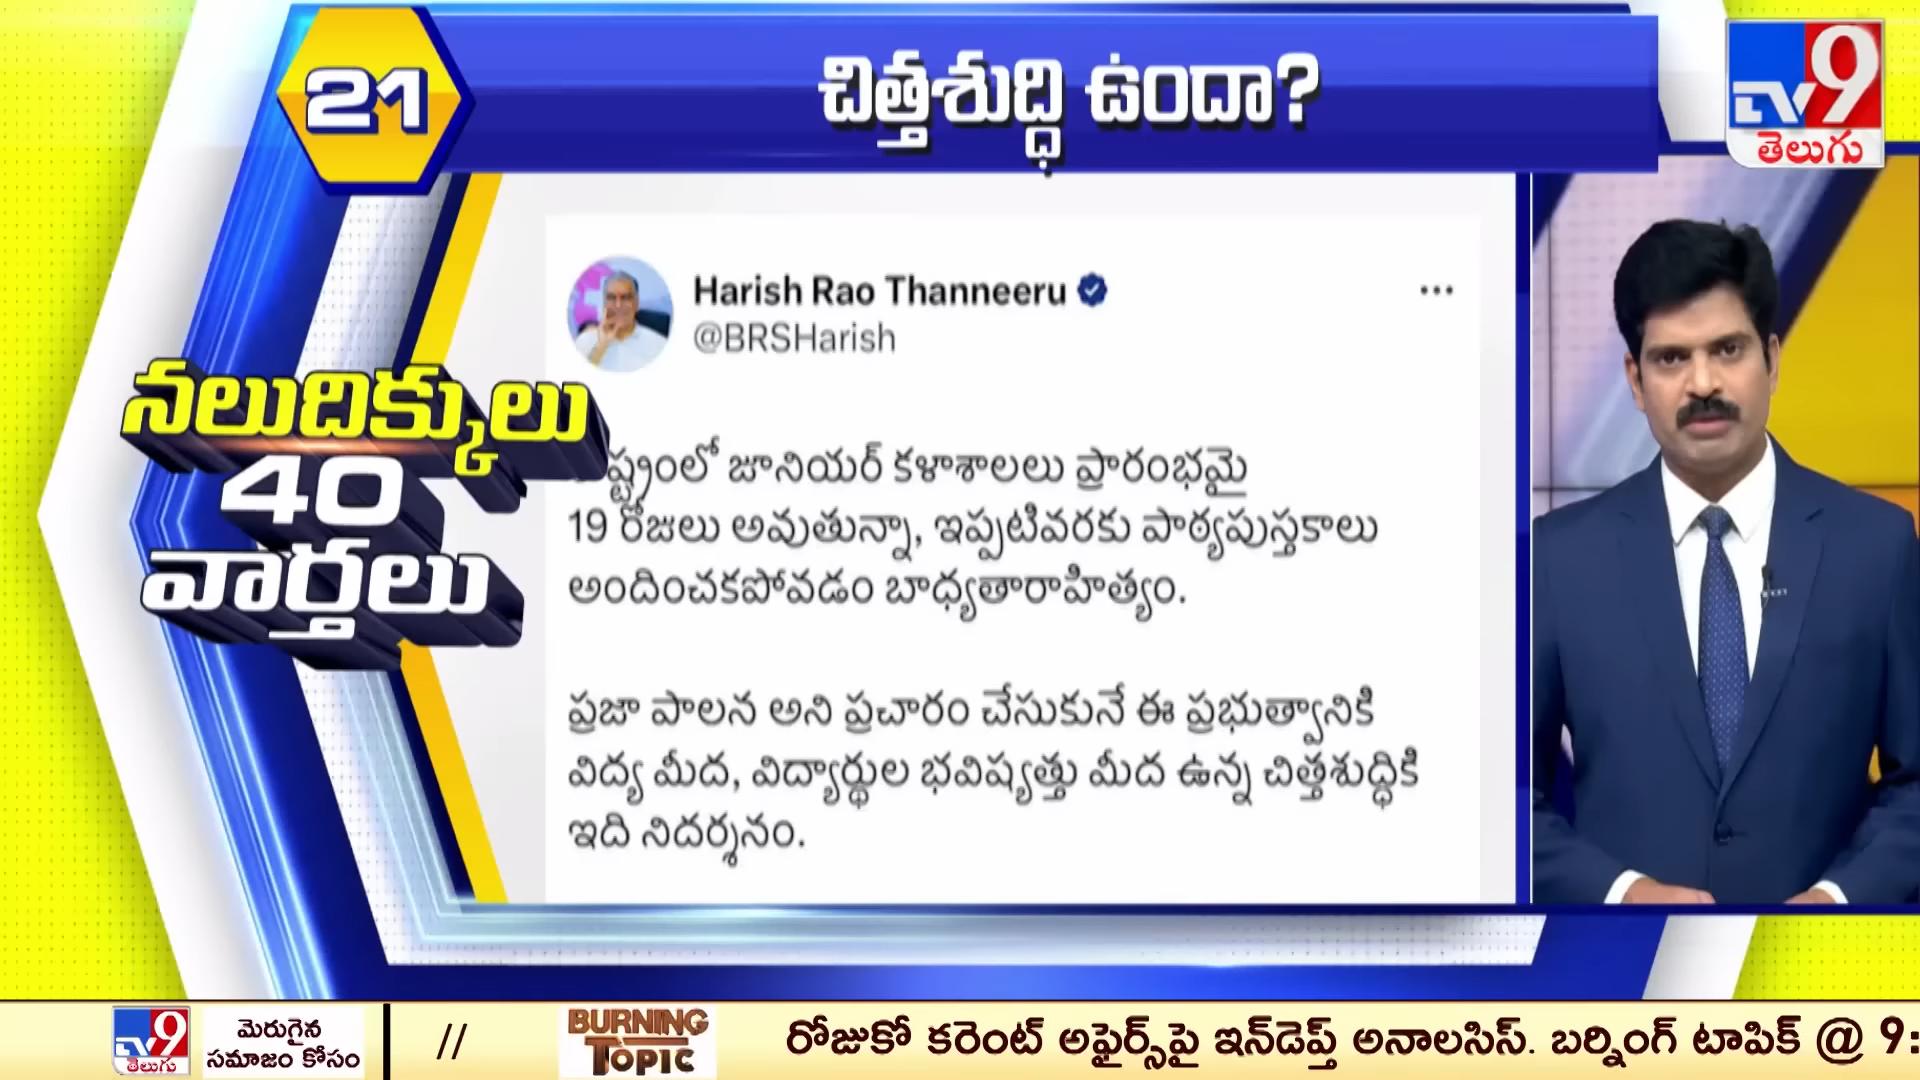 21
చిత్తశుద్ధి ఉందా?
TV9
తెలుగు
Harish Rao Thanneeru
@BRSHarish
నలుదిక్కులు
40
వార్తలు
జూనియర్ కళాశాలలు ప్రారంభమై
19 రోజులు అవుతున్నా, ఇప్పటివరకు పాఠ్యపుస్తకాలు
అందించకపోవడం బాధ్యతారాహిత్యం.
ప్రజా పాలన అని ప్రచారం చేసుకునే ఈ ప్రభుత్వానికి
విద్య మీద, విద్యార్థుల భవిష్యత్తు మీద ఉన్న చిత్తశుద్ధికి
ఇది నిదర్శనం.
TV9
తెలుగు
మెరుగైన
సమాజం కోసం
//
BURNING
TOPIC
రోజుకో కరెంట్ అఫైర్స్‌పై ఇన్‌డెప్త్ అనాలసిస్. బర్నింగ్ టాపిక్ @ 9: